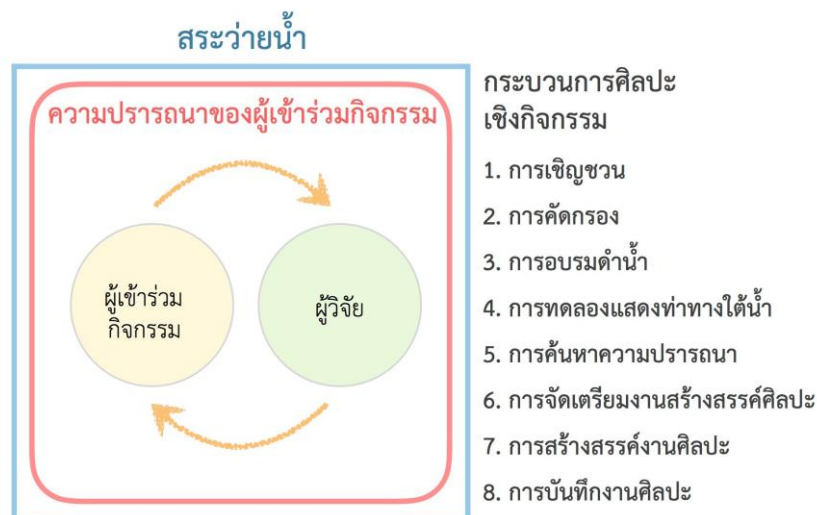 สระว่ายน้ำ
ความปรารถนาของผู้เข้าร่วมกิจกรรม
ผู้เข้าร่วม
กิจกรรม
ผู้วิจัย
กระบวนการศิลปะ
เชิงกิจกรรม
1. การเชิญชวน
2. การคัดกรอง
3. การอบรมดำน้ำ
4. การทดลองแสดงท่าทางใต้น้ำ
5. การค้นหาความปรารถนา
6. การจัดเตรียมงานสร้างสรรค์ศิลปะ
7. การสร้างสรรค์งานศิลปะ
8. การบันทึกงานศิลปะ